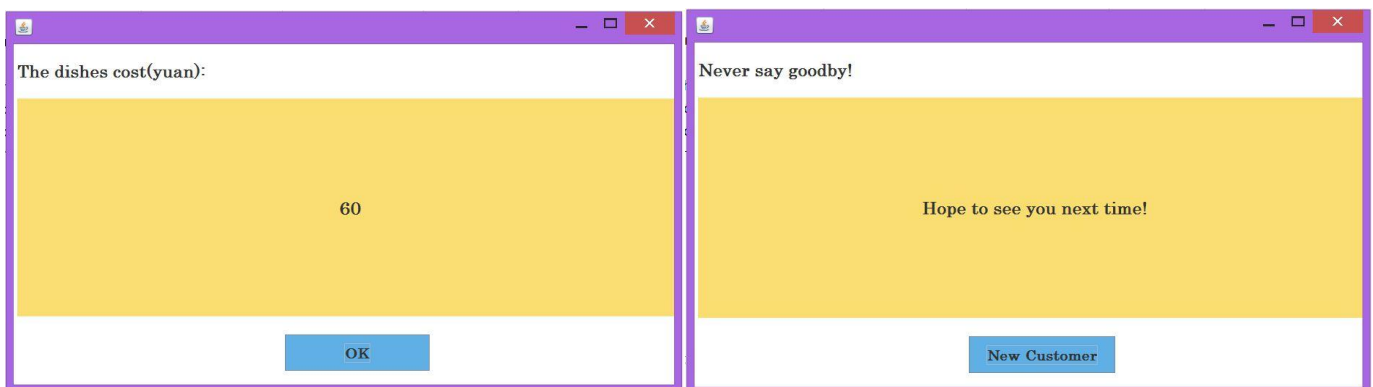 The dishes cost(yuan):
60
OK
Never say goodby!
Hope to see you next time!
New Customer